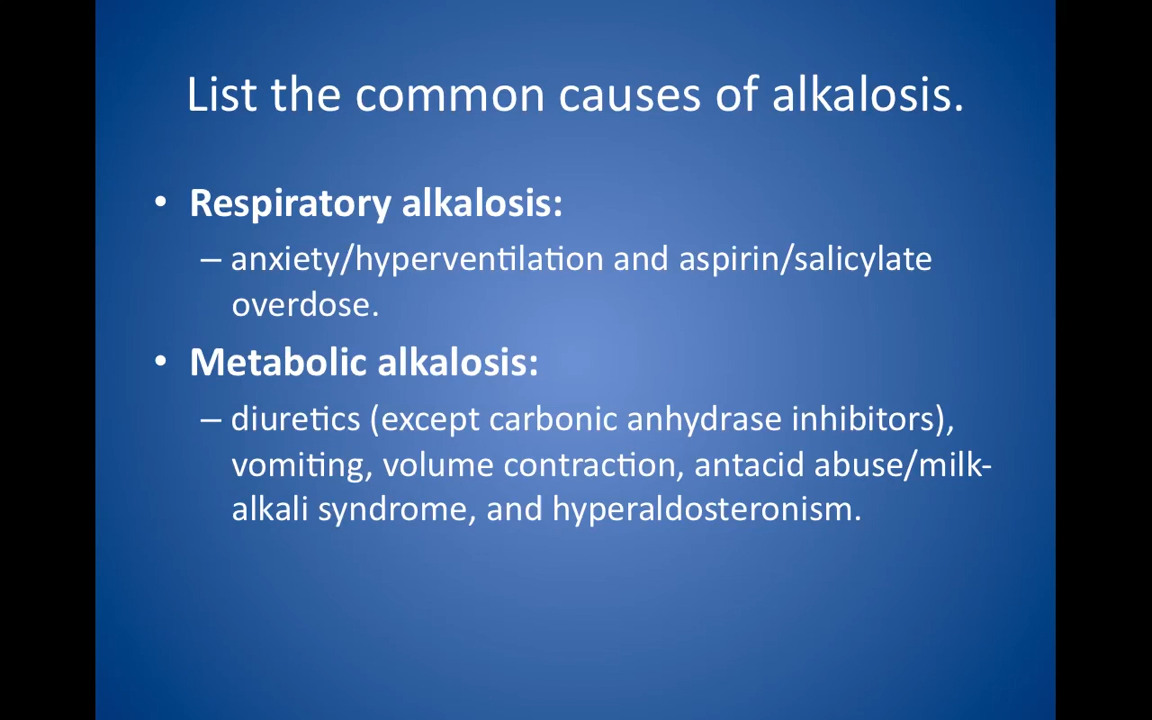 List the common causes of alkalosis.
• Respiratory alkalosis:
– anxiety/hyperventilation and aspirin/salicylate
overdose.
• Metabolic alkalosis:
– diuretics (except carbonic anhydrase inhibitors),
vomiting, volume contraction, antacid abuse/milk-
alkali syndrome, and hyperaldosteronism.